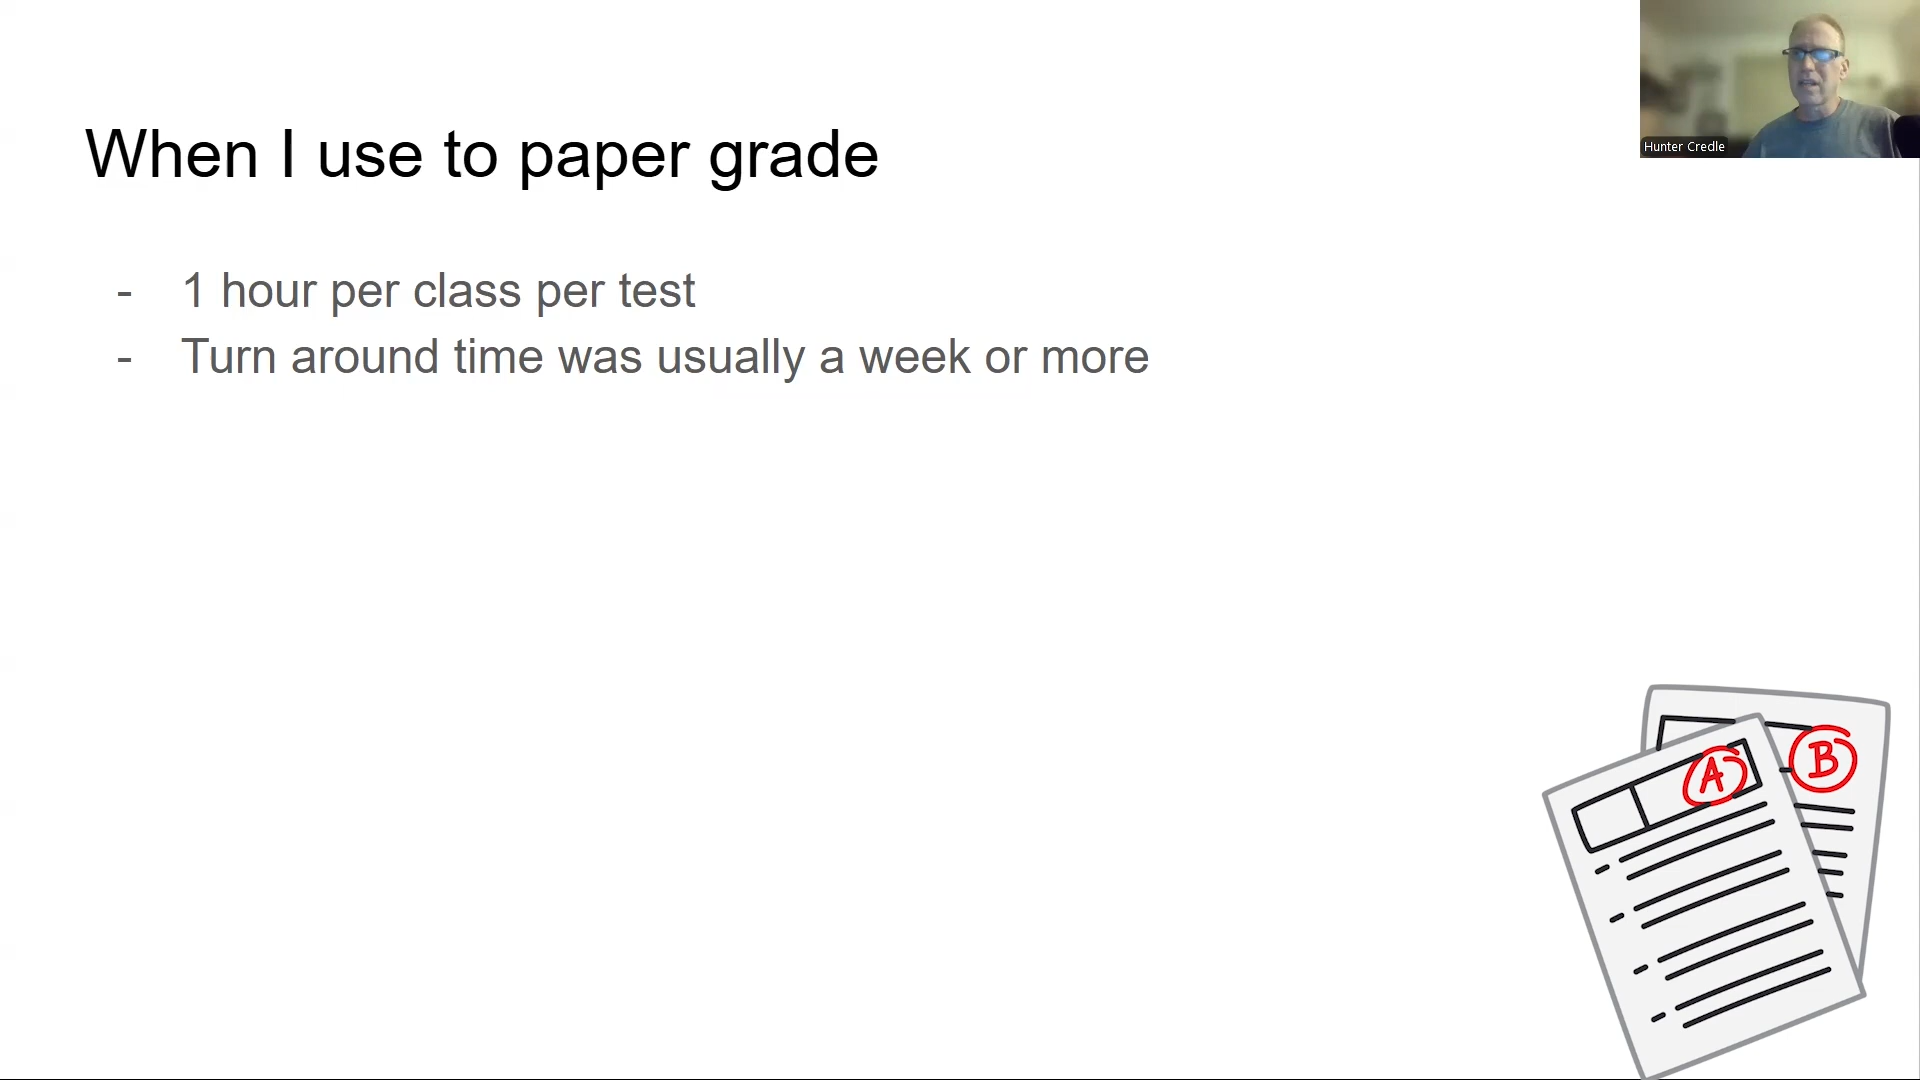 Hunter Credle
When I use to paper grade
- 1 hour per class per test
- Turn around time was usually a week or more
A
B